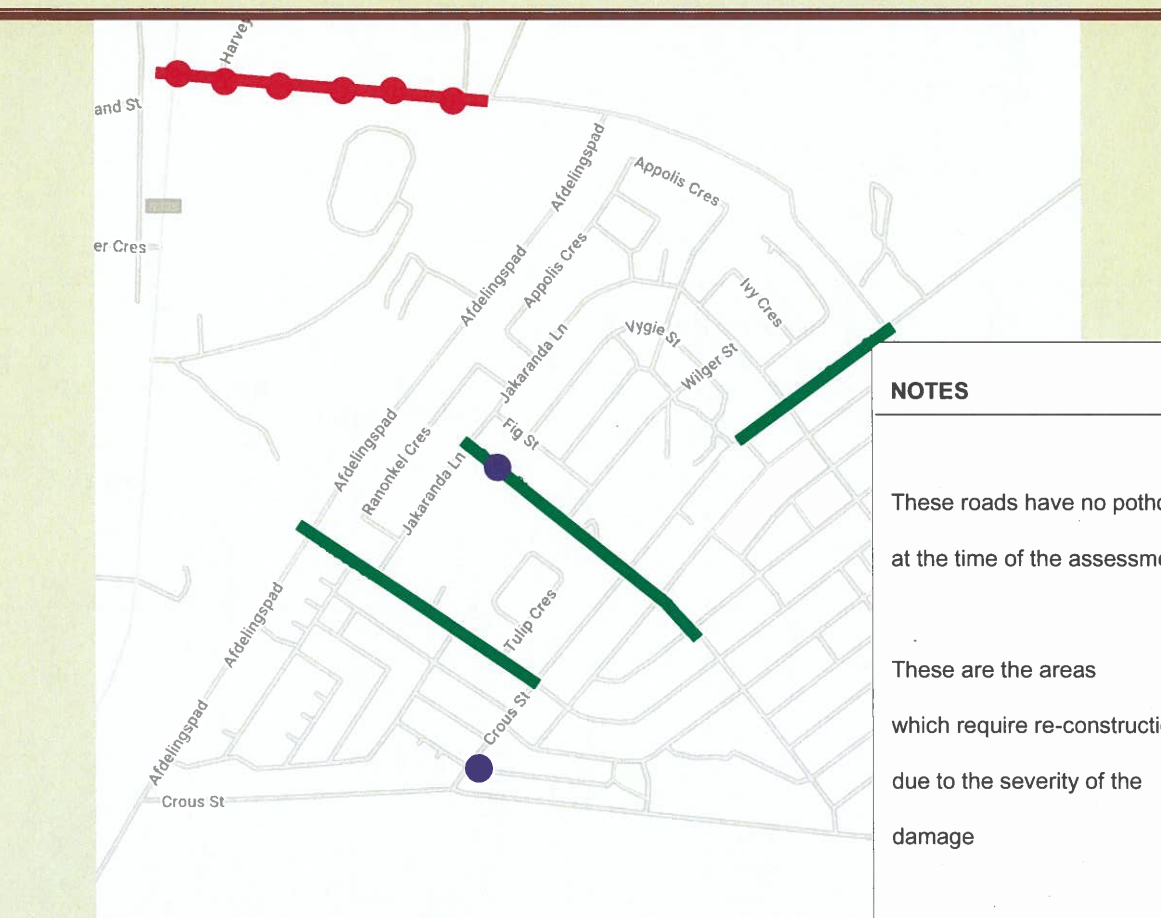 Harvey
and St
er Cres
Afdelingspad
Appolis Cres
Afdelingspad
Appolis Cres
Ivy Cres
Jakaranda Ln
Vygie St
Wilger St
Afdelingspad
Ranonkel Cres
Jakaranda Ln
Fig St
Afdelingspad
Tulip Cres
Afdelingspad
Crous St
Crous St
NOTES
These roads have no potho
at the time of the assessme
These are the areas
which require re-constructi
due to the severity of the
damage